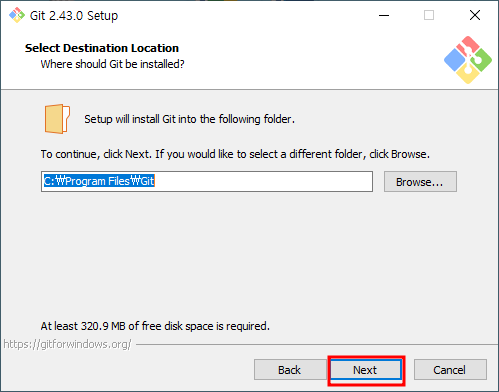 Git 2.43.0 Setup
Select Destination Location
Where should Git be installed?
Setup will install Git into the following folder.
To continue, click Next. If you would like to select a different folder, click Browse.
C:₩Program Files₩Git
Browse...
At least 320.9 MB of free disk space is required.
https://gitforwindows.org/
Back
Next
Cancel